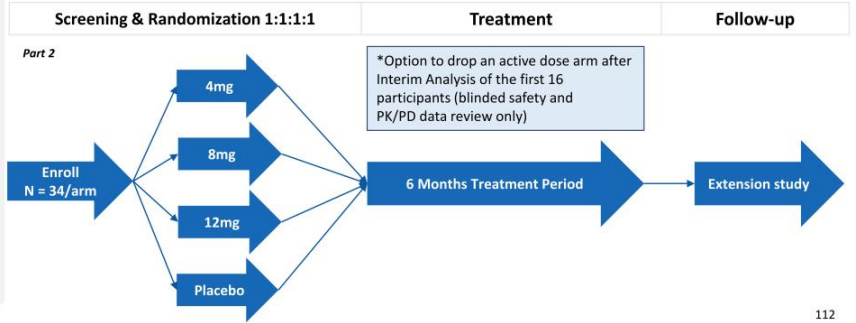 Screening & Randomization 1:1:1:1
Treatment
Follow-up
Part 2
*Option to drop an active dose arm after
Interim Analysis of the first 16
participants (blinded safety and
PK/PD data review only)
4mg
8mg
12mg
Placebo
Enroll
N = 34/arm
6 Months Treatment Period
Extension study
112